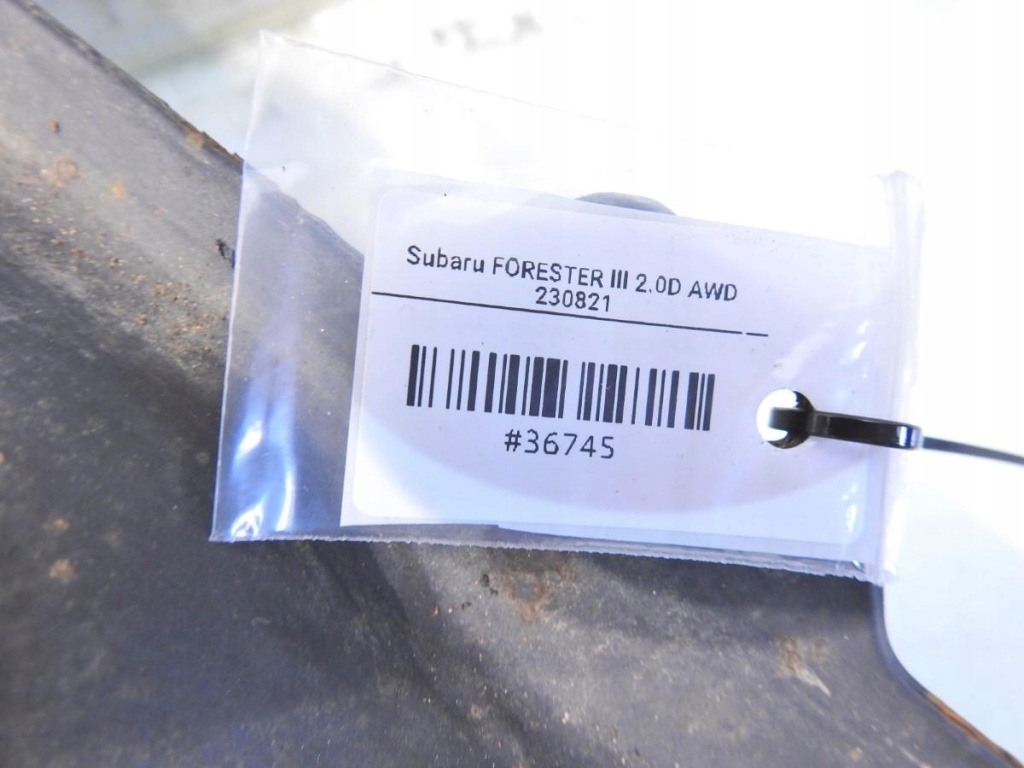 Subaru FORESTER III 2.0D AWD
230821
#36745